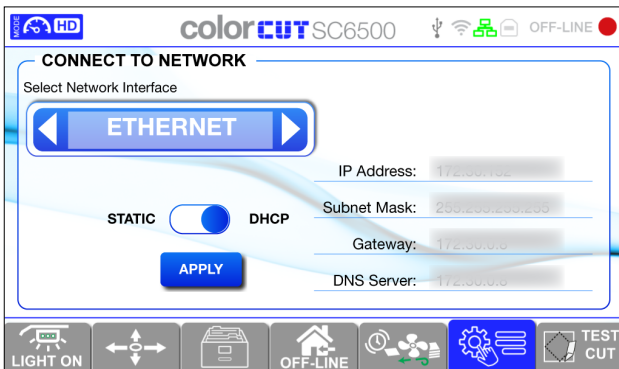 MODE HD colorcut SC6500 OFF-LINE
CONNECT TO NETWORK
Select Network Interface
ETHERNET
IP Address:
STATIC DHCP Subnet Mask:
Gateway:
APPLY
DNS Server:
LIGHT ON OFF-LINE TEST CUT